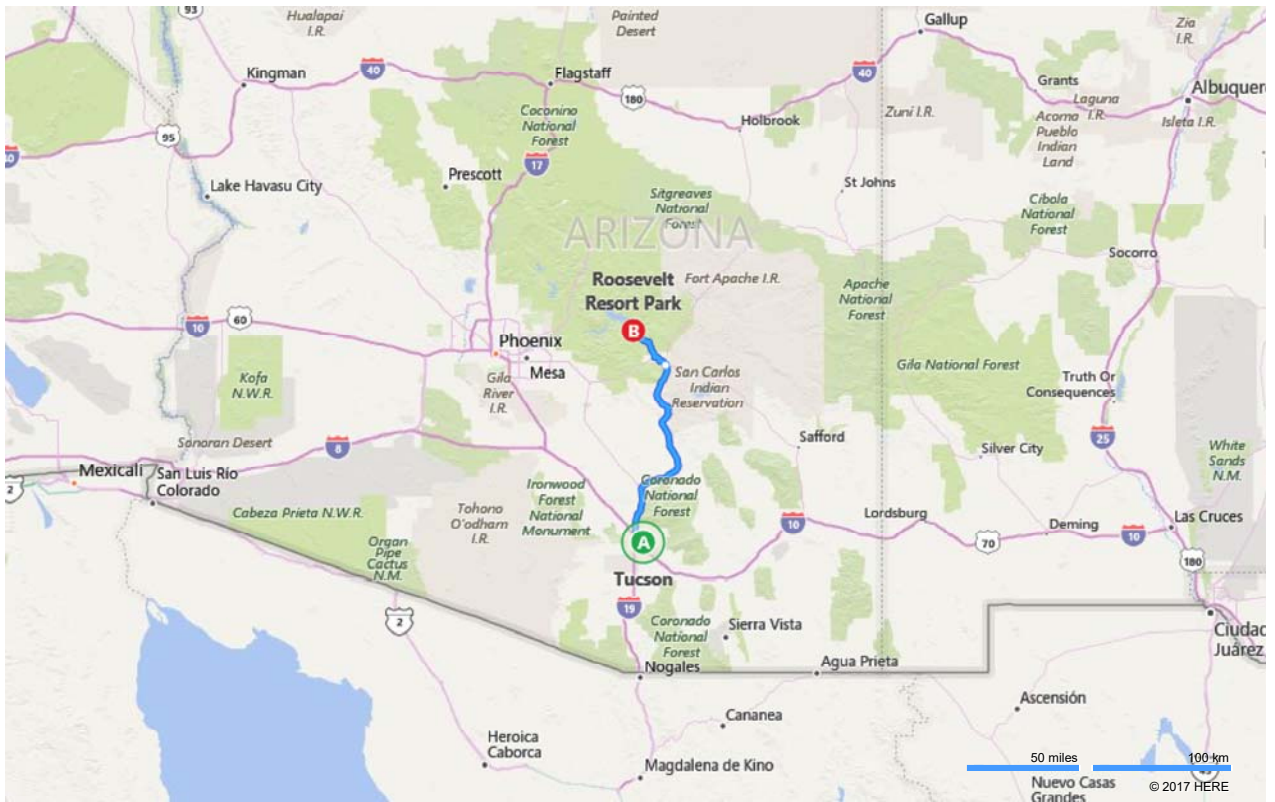 93
Hualapai
I.R.
Painted
Desert
Gallup
Zia
I.R.
Kingman
40
Flagstaff
180
40
Grants
Laguna
I.R.
Albuquerq
95
Coconino
National
Forest
Holbrook
Zuni I.R.
Acoma
Pueblo
Indian
Land
Isleta I.R.
40
17
Prescott
Lake Havasu City
Sitgreaves
National
Forest
St Johns
Cibola
National
Forest
ARIZONA
Socorro
Roosevelt
Resort Park
Fort Apache I.R.
Apache
National
Forest
10
60
B
Phoenix
Mesa
Gila
River
I.R.
San Carlos
Indian
Reservation
Gila National Forest
Truth Or
Consequences
Kofa
N.W.R.
Sonoran Desert
8
Safford
Silver City
25
White
Sands
N.M.
Mexicali
2
San Luis Río
Colorado
Cabeza Prieta N.W.R.
Tohono
O'odham
I.R.
Ironwood
Forest
National
Monument
Coronado
National
Forest
10
Lordsburg
70
Deming
10
Las Cruces
Organ
Pipe
Cactus
N.M.
A
Tucson
180
2
19
Coronado
National
Forest
Sierra Vista
Ciudad
Juárez
Nogales
Agua Prieta
Cananea
Ascensión
Heroica
Caborca
Magdalena de Kino
50 miles
100 km
Nuevo Casas
Grandes
© 2017 HERE